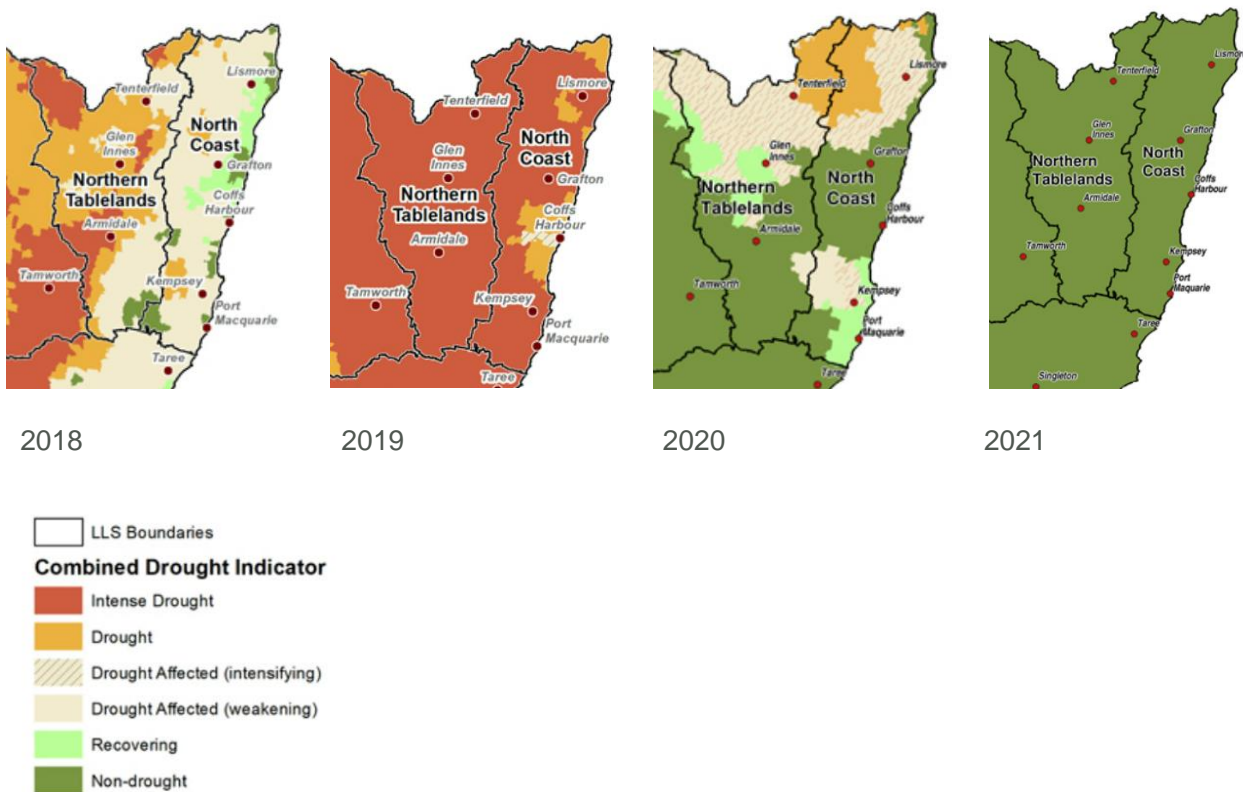 Lismore
Tenterfield
North
Coast
Glen
Innes
Grafton
Northern
Tablelands
Coffs
Harbour
Armidale
Tamworth
Kempsey
Port
Macquarie
Taree
2018
Lismore
Tenterfield
North
Coast
Glen
Innes
Grafton
Northern
Tablelands
Coffs
Harbour
Armidale
Tamworth
Kempsey
Port
Macquarie
Taree
2019
Lismore
Tenterfield
Glen
Innes
Grafton
North
Coast
Northern
Tablelands
Coffs
Harbour
Armidale
Tamworth
Kempsey
Port
Maquarie
Taree
2020
Lismore
Tenterfield
Glen
Innes
Grafton
North
Coast
Northern
Tablelands
Coffs
Harbour
Armidale
Tamworth
Kempsey
Port
Maquarie
Taree
Singleton
2021
LLS Boundaries
Combined Drought Indicator
Intense Drought
Drought
Drought Affected (intensifying)
Drought Affected (weakening)
Recovering
Non-drought